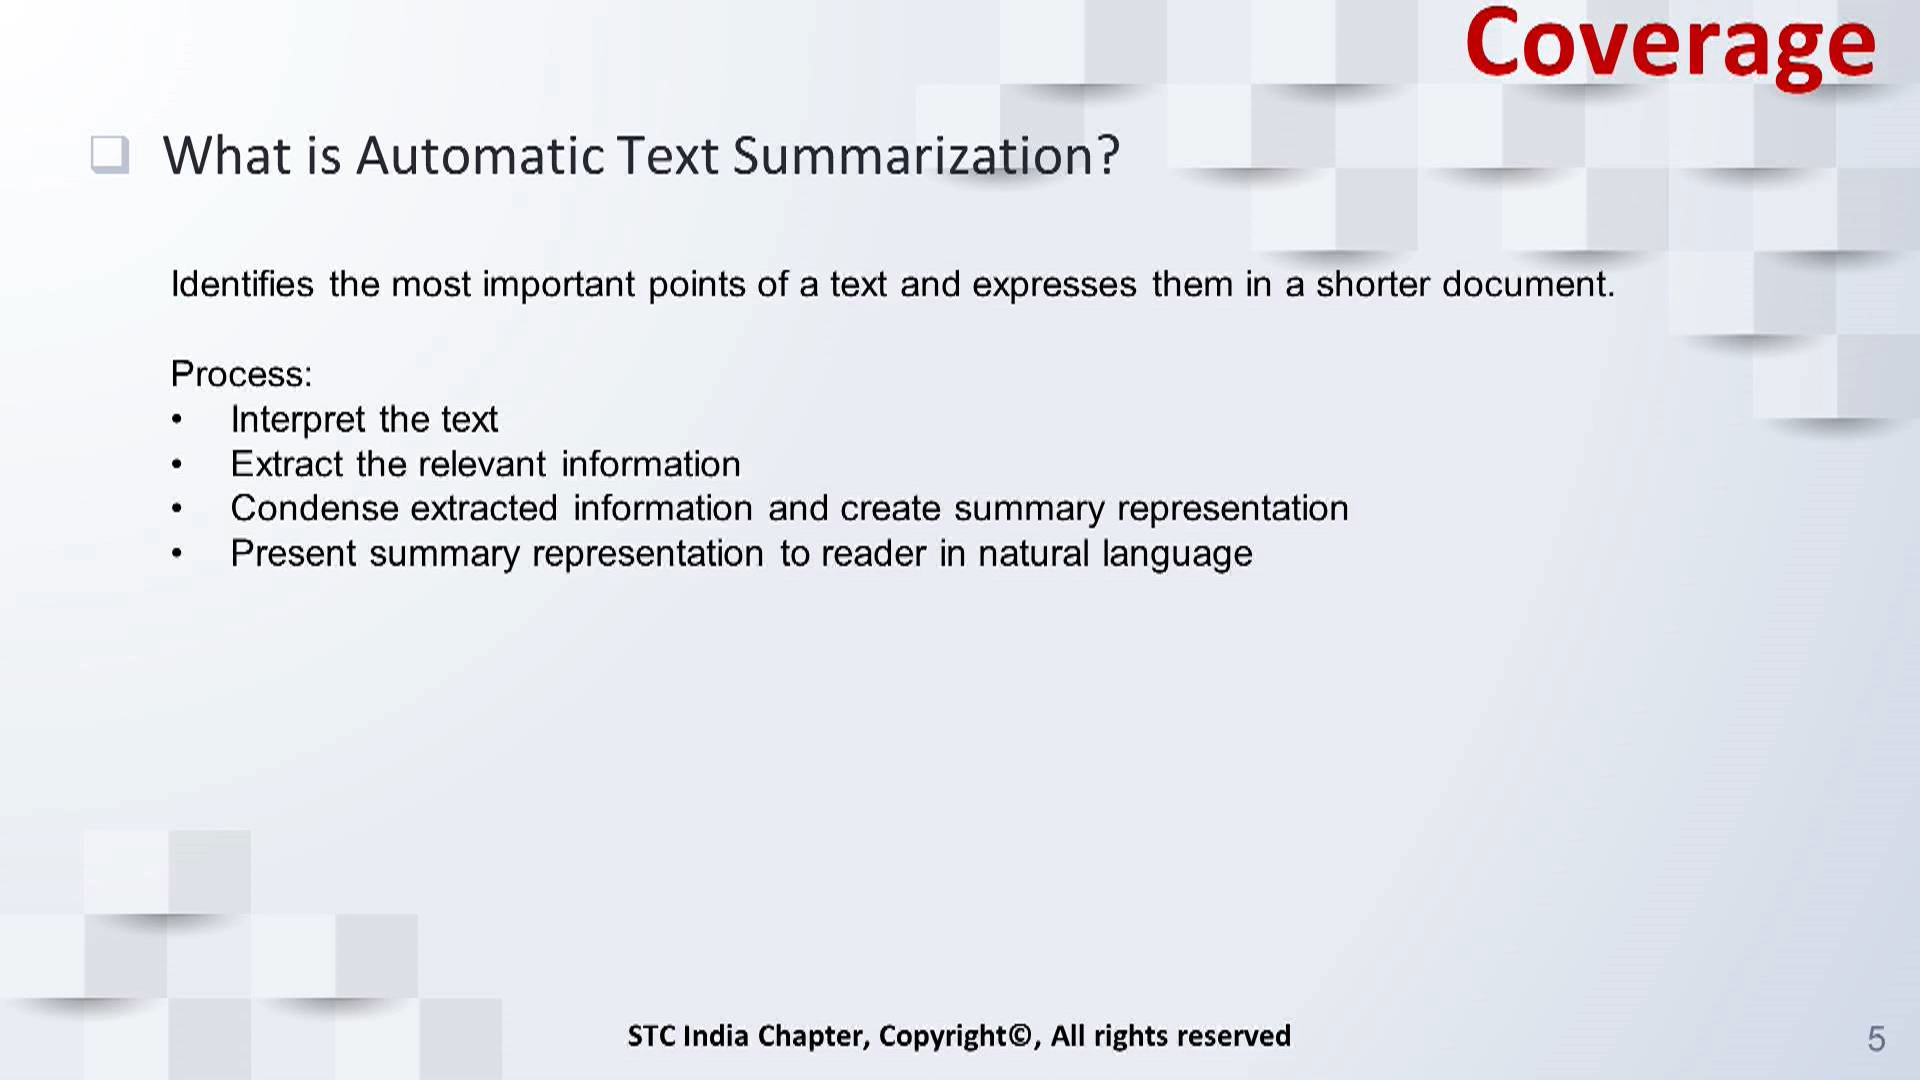 Coverage
❑ What is Automatic Text Summarization?
Identifies the most important points of a text and expresses them in a shorter document.
Process:
• Interpret the text
• Extract the relevant information
• Condense extracted information and create summary representation
• Present summary representation to reader in natural language
STC India Chapter, Copyright©, All rights reserved
5